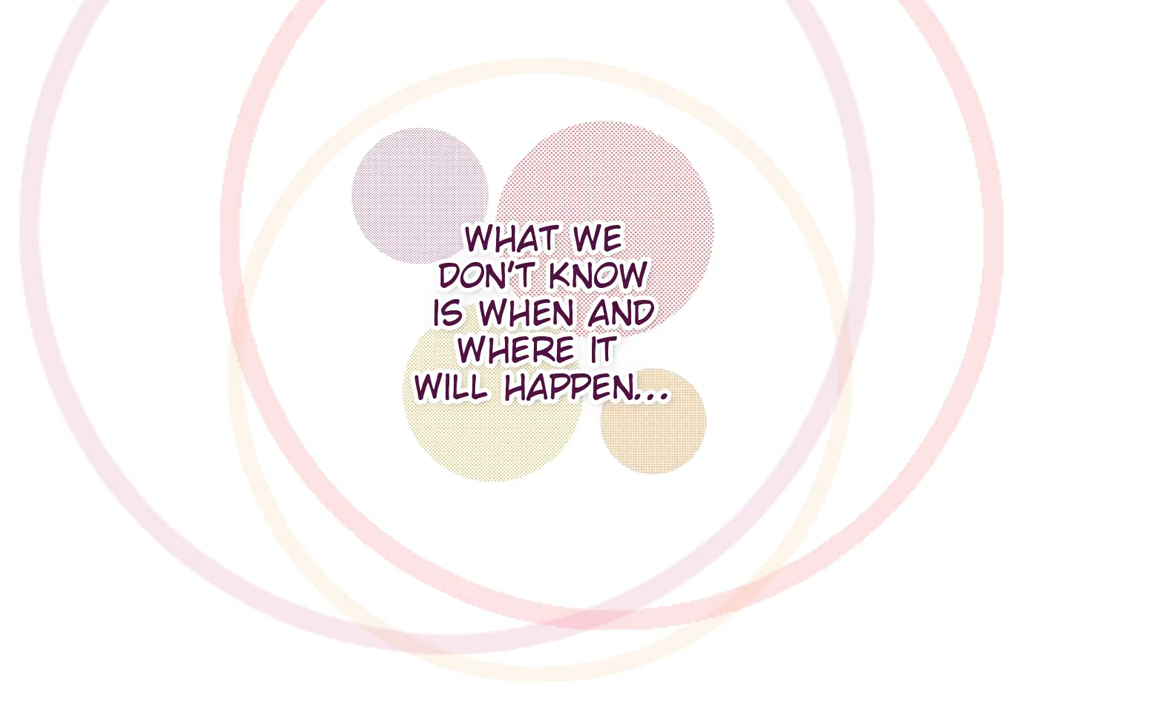 WHAT WE
DON'T KNOW
IS WHEN AND
WHERE IT
WILL HAPPEN...